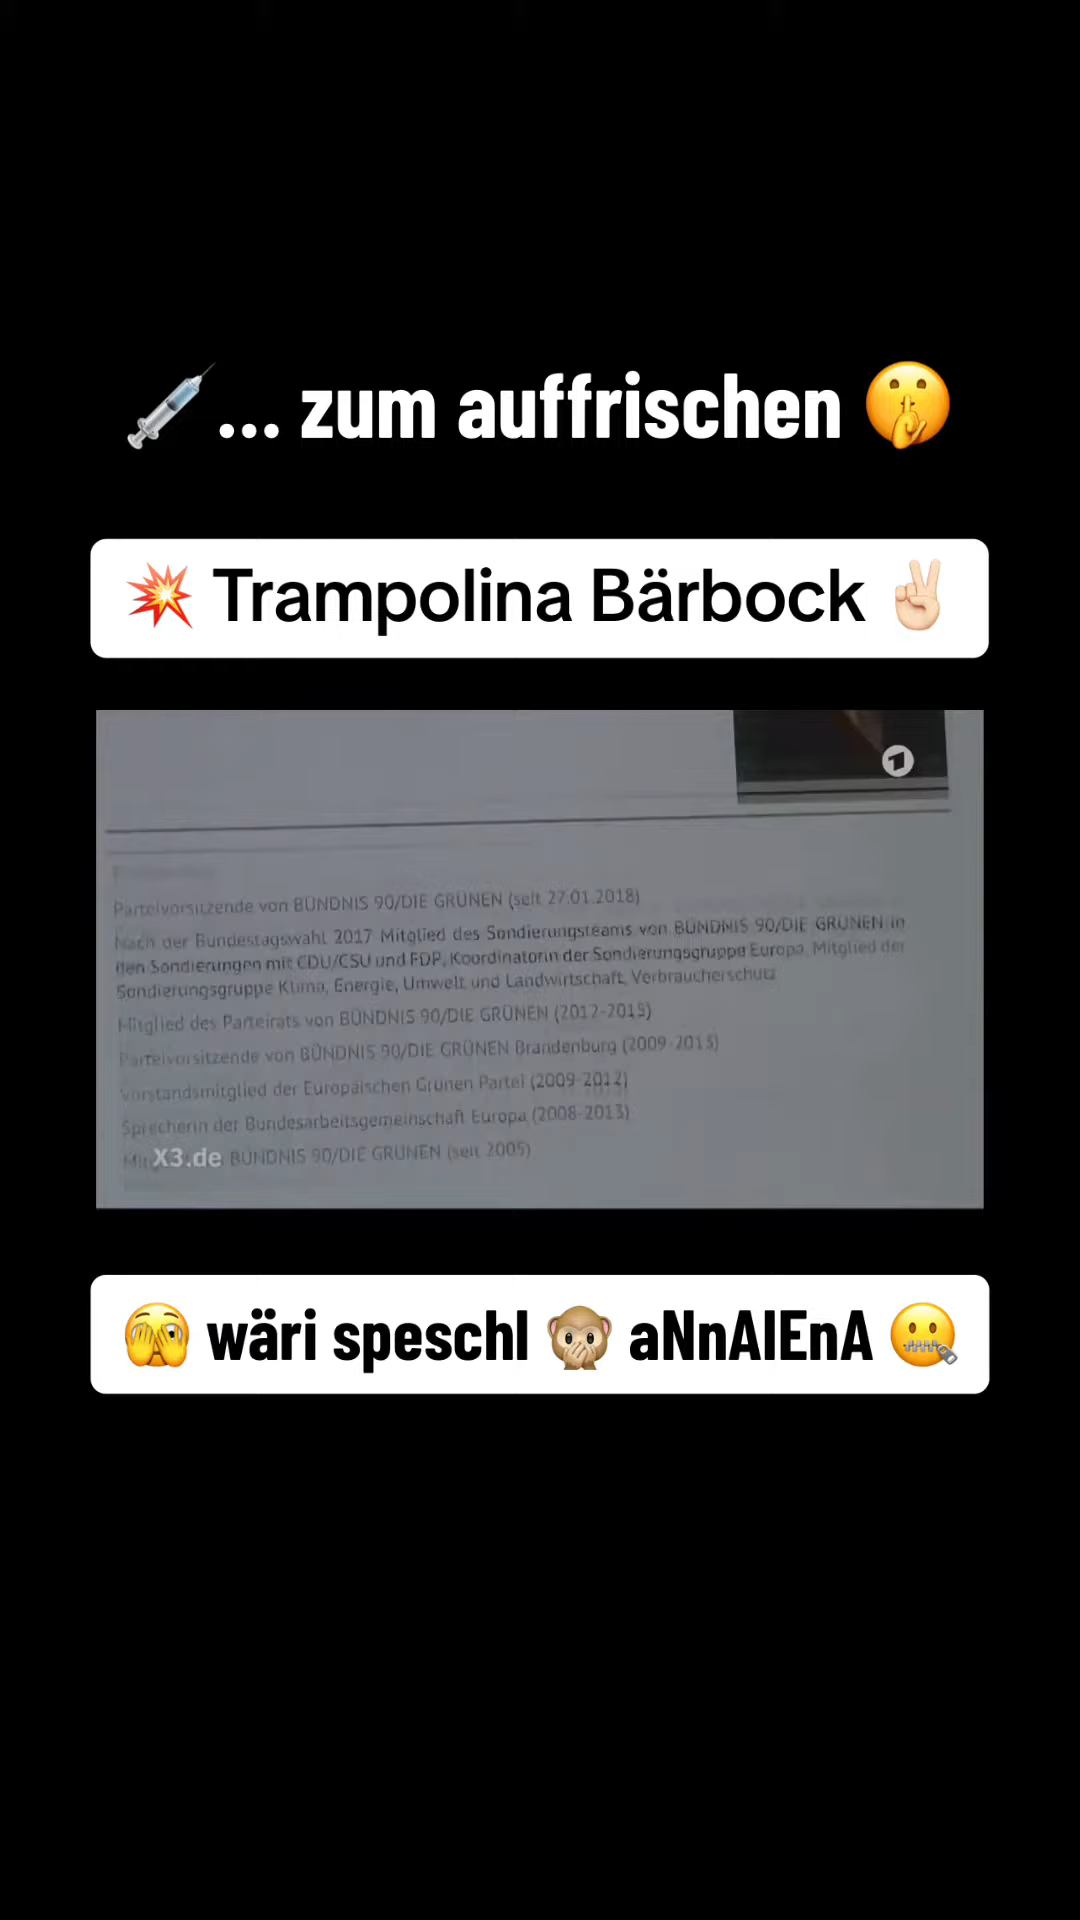 ... zum auffrischen
Trampolina Bärbock
Parteivorsitzende von BÜNDNIS 90/DIE GRÜNEN (seit 27.01.2018)
Nach der Bundestagswahl 2017 Mitglied des Sondierungsteams von BÜNDNIS 90/DIE GRÜNEN in
den Sondierungen mit CDU/CSU und FDP, Koordinatorin der Sondierungsgruppe Europa, Mitglied der
Sondierungsgruppe Klima, Energie, Umwelt und Landwirtschaft, Verbraucherschutz
Mitglied des Parteirats von BÜNDNIS 90/DIE GRÜNEN (2012-2015)
Parteivorsitzende von BÜNDNIS 90/DIE GRÜNEN Brandenburg (2009-2013)
Vorstandsmitglied der Europäischen Grünen Partei (2009-2012)
Sprecherin der Bundesarbeitsgemeinschaft Europa (2008-2013)
BÜNDNIS 90/DIE GRÜNEN (seit 2005)
X3.de
wäri speschl aNnAlEnA